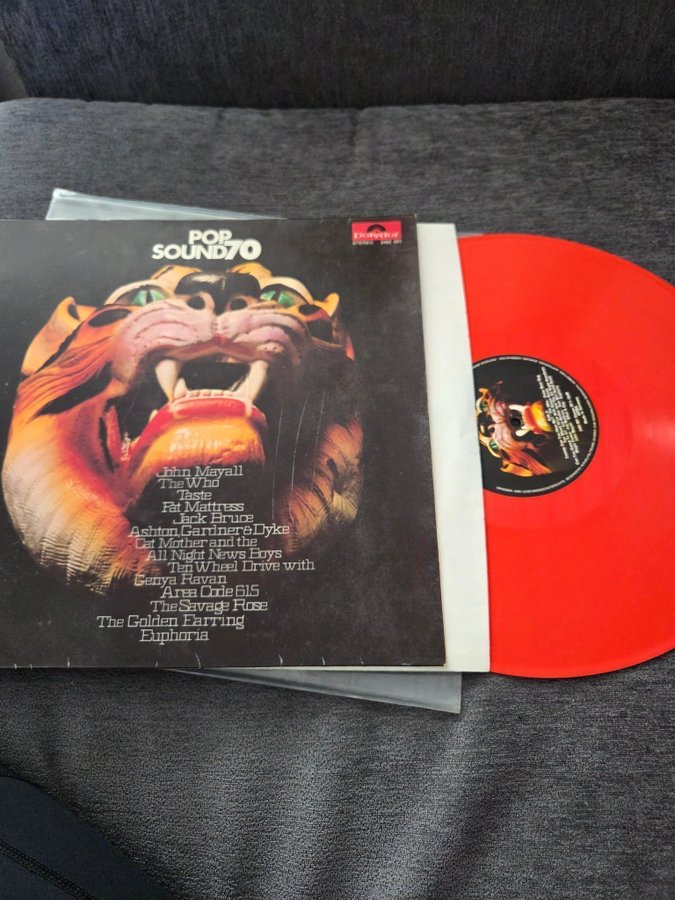 POP
SOUND70
Polydor
STEREO 2482 001
John Mayall
The Who
Taste
Fat Mattress
Jack Bruce
Ashton, Gardner & Dyke
Cat Mother and the
All Night News Boys
Ten Wheel Drive with
Genya Ravan
Area Code 615
The Savage Rose
The Golden Earring
Euphoria